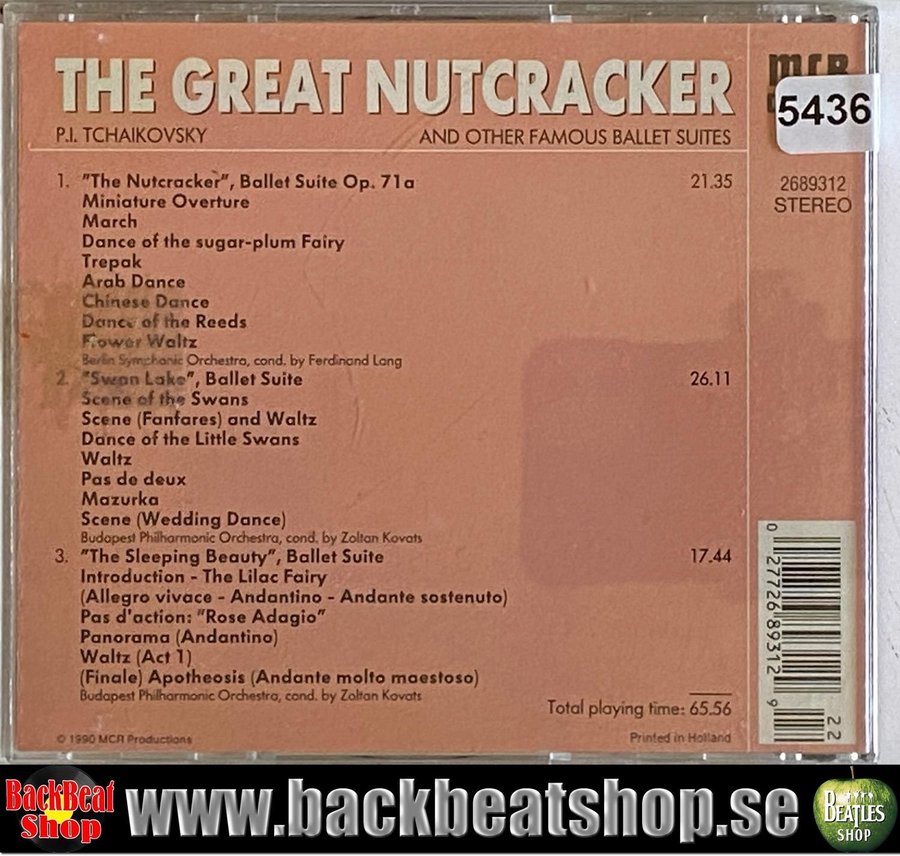 THE GREAT NUTCRACKER
P.I. TCHAIKOVSKY AND OTHER FAMOUS BALLET SUITES
MCR
5436
2689312
STEREO
1. "The Nutcracker", Ballet Suite Op. 71a 21.35
Miniature Overture
March
Dance of the sugar-plum Fairy
Trepak
Arab Dance
Chinese Dance
Dance of the Reeds
Flower Waltz
Berlin Symphonic Orchestra, cond. by Ferdinand Lang
2. "Swan Lake", Ballet Suite 26.11
Scene of the Swans
Scene (Fanfares) and Waltz
Dance of the Little Swans
Waltz
Pas de deux
Mazurka
Scene (Wedding Dance)
Budapest Philharmonic Orchestra, cond. by Zoltan Kovats
3. "The Sleeping Beauty", Ballet Suite 17.44
Introduction - The Lilac Fairy
(Allegro vivace - Andantino - Andante sostenuto)
Pas d'action: "Rose Adagio"
Panorama (Andantino)
Waltz (Act 1)
(Finale) Apotheosis (Andante molto maestoso)
Budapest Philharmonic Orchestra, cond. by Zoltan Kovats
Total playing time: 65.56
© 1990 MCR Productions Printed in Holland
0 27726 89312 9
22
BackBeat
Shop
www.backbeatshop.se
THE
BEATLES
SHOP